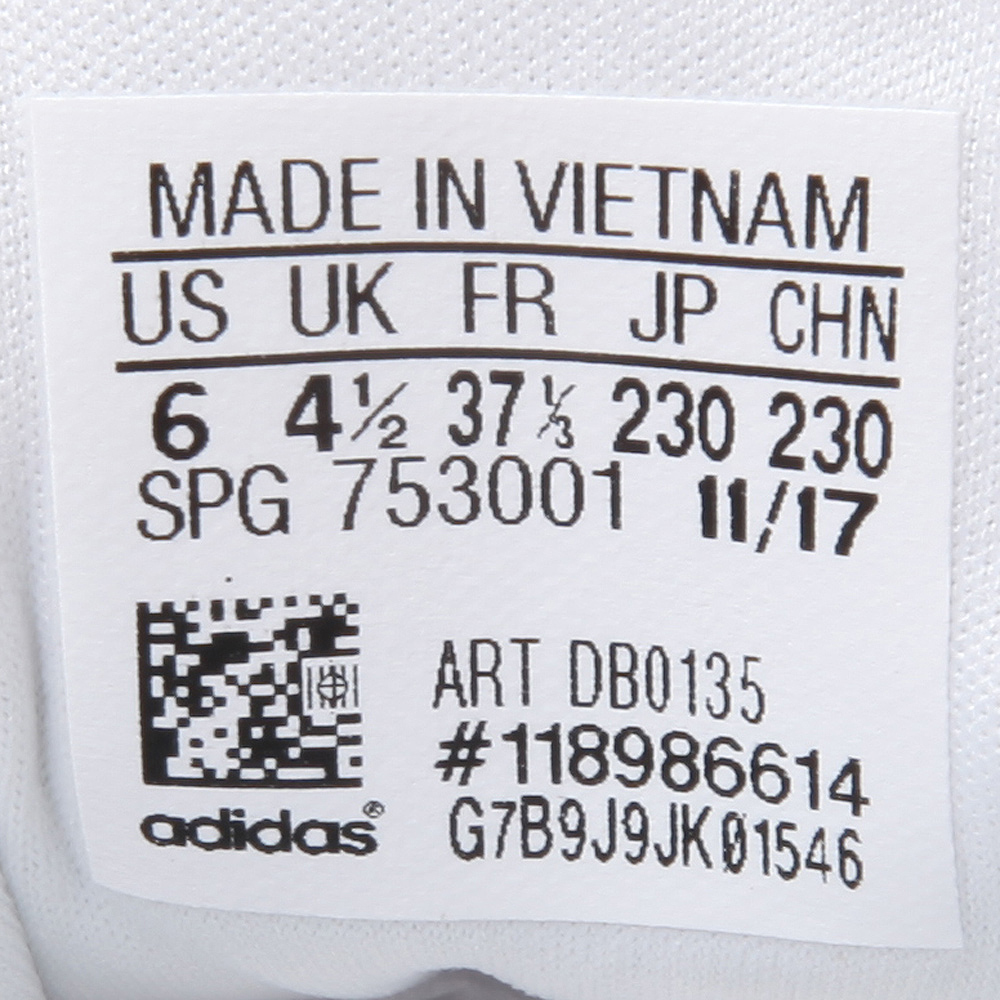 MADE IN VIETNAM
US UK FR JP CHN
6 4½ 37⅓ 230 230
SPG 753001 11/17
ART DB0135
#118986614
adidas® G7B9J9JK01546